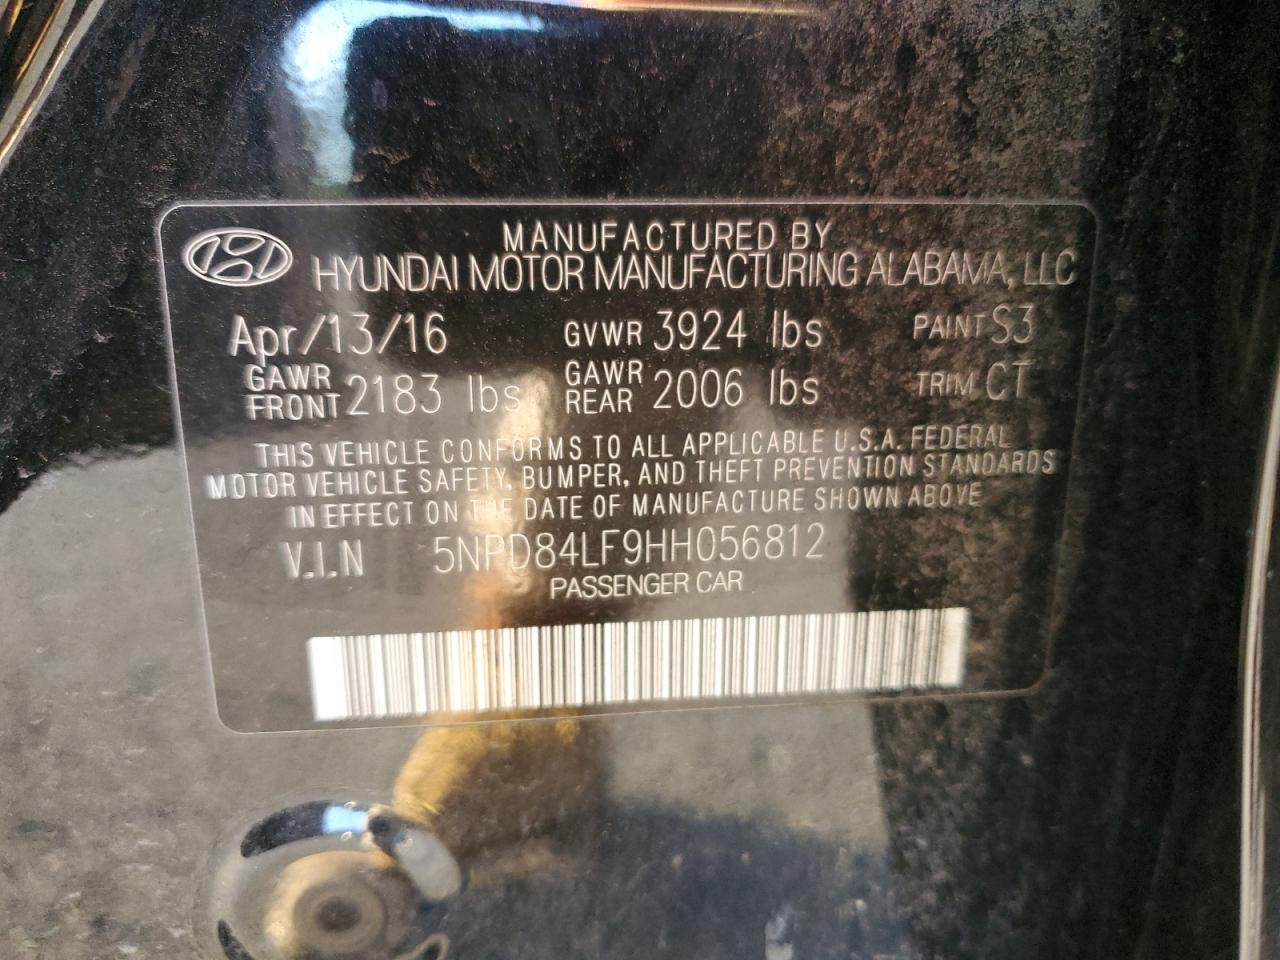 MANUFACTURED BY
HYUNDAI MOTOR MANUFACTURING ALABAMA, LLC
Apr/13/16 GVWR 3924 lbs PAINT S3
GAWR FRONT 2183 lbs GAWR REAR 2006 lbs TRIM CT
THIS VEHICLE CONFORMS TO ALL APPLICABLE U.S.A. FEDERAL
MOTOR VEHICLE SAFETY, BUMPER, AND THEFT PREVENTION STANDARDS
IN EFFECT ON THE DATE OF MANUFACTURE SHOWN ABOVE
V.I.N 5NPD84LF9HH056812
PASSENGER CAR